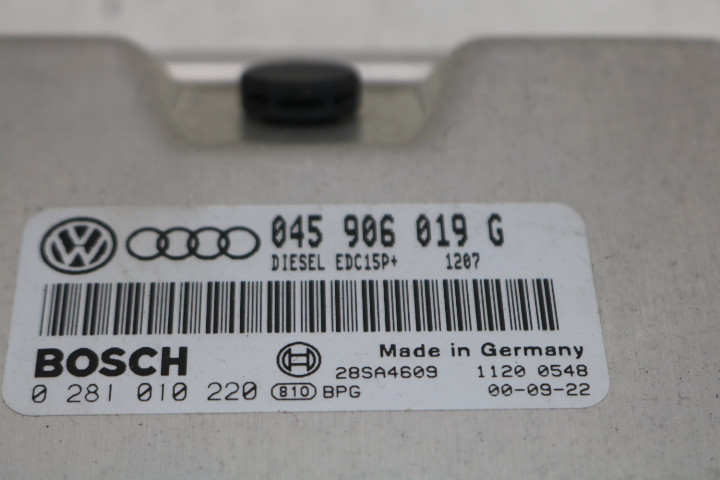 045 906 019 G
DIESEL EDC15P+ 1207
BOSCH Made in Germany
28SA4609 1120 0548
0 281 010 220 810 BPG 00-09-22